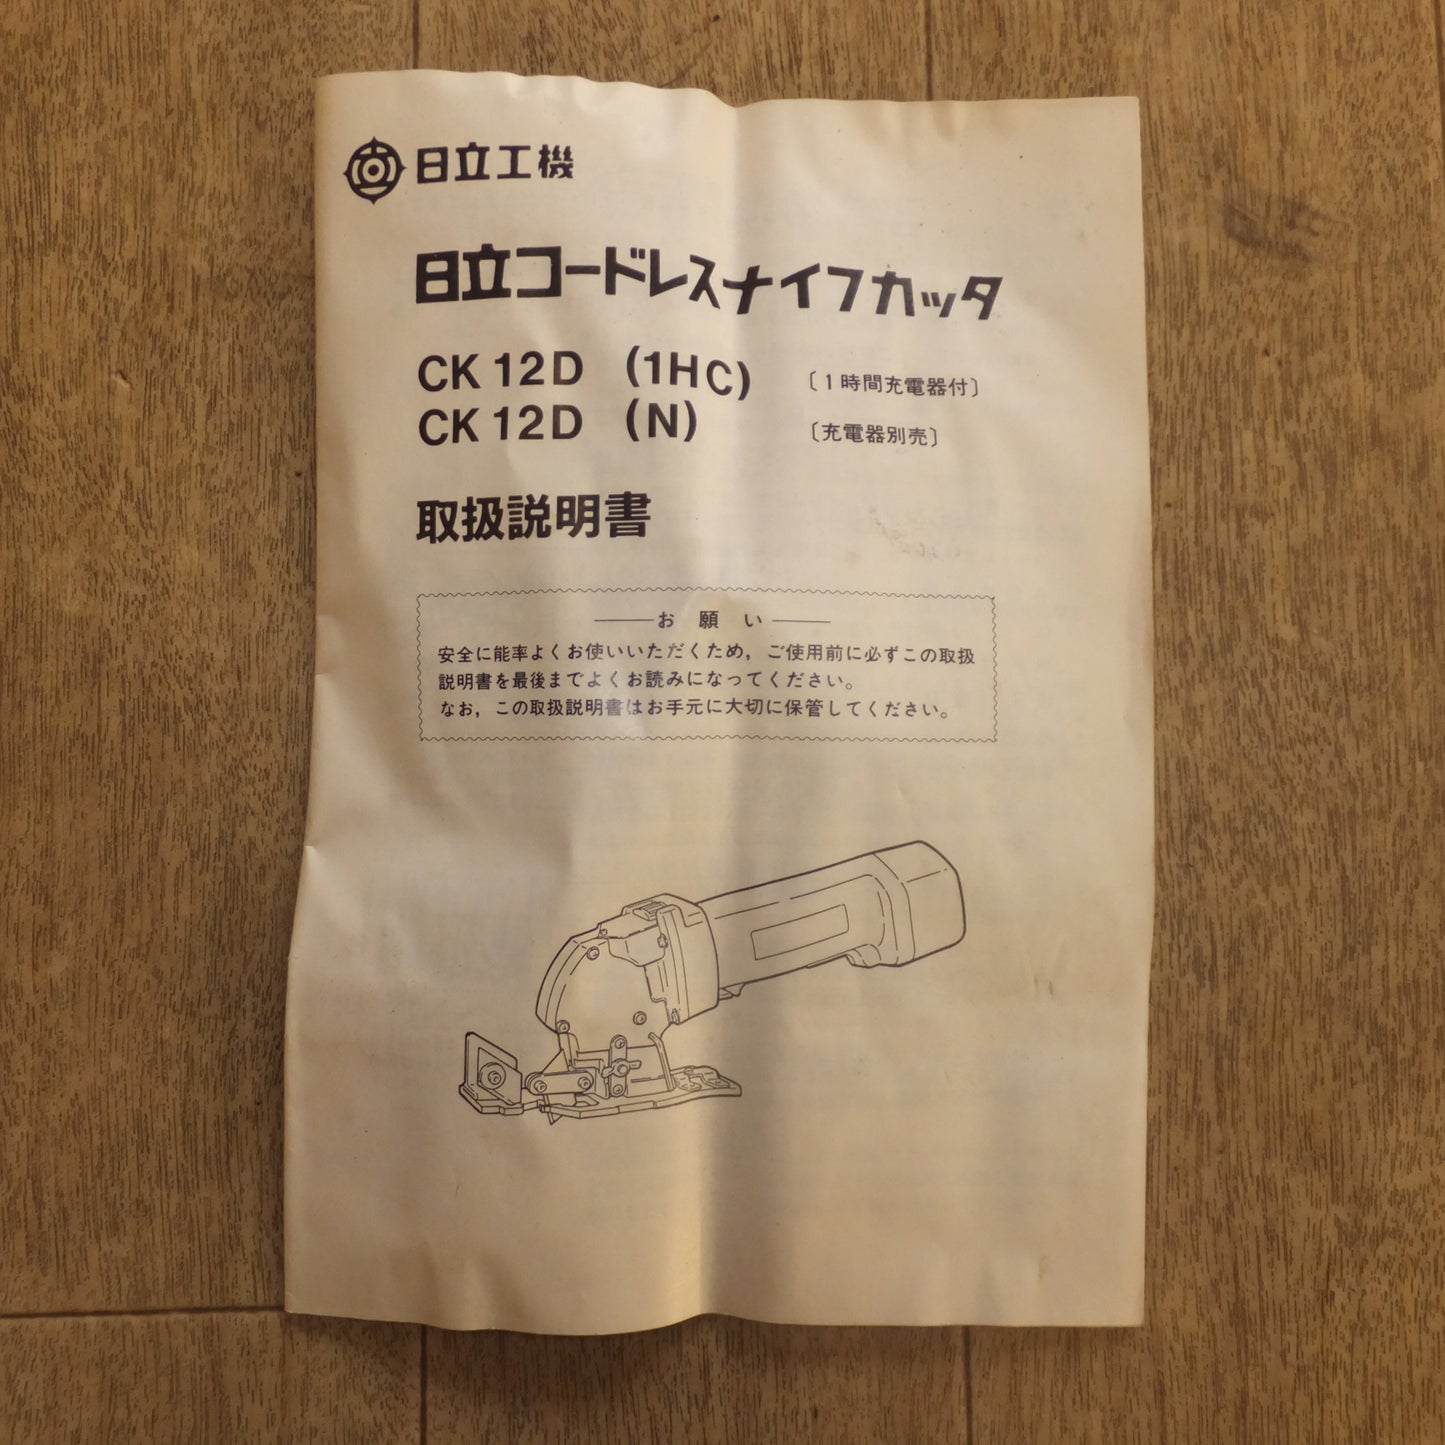 日立工機
日立コードレスナイフカッタ
CK 12D (1HC) 〔1時間充電器付〕
CK 12D (N) 〔充電器別売〕
取扱説明書
お願い
安全に能率よくお使いいただくため，ご使用前に必ずこの取扱
説明書を最後までよくお読みになってください。
なお，この取扱説明書はお手元に大切に保管してください。